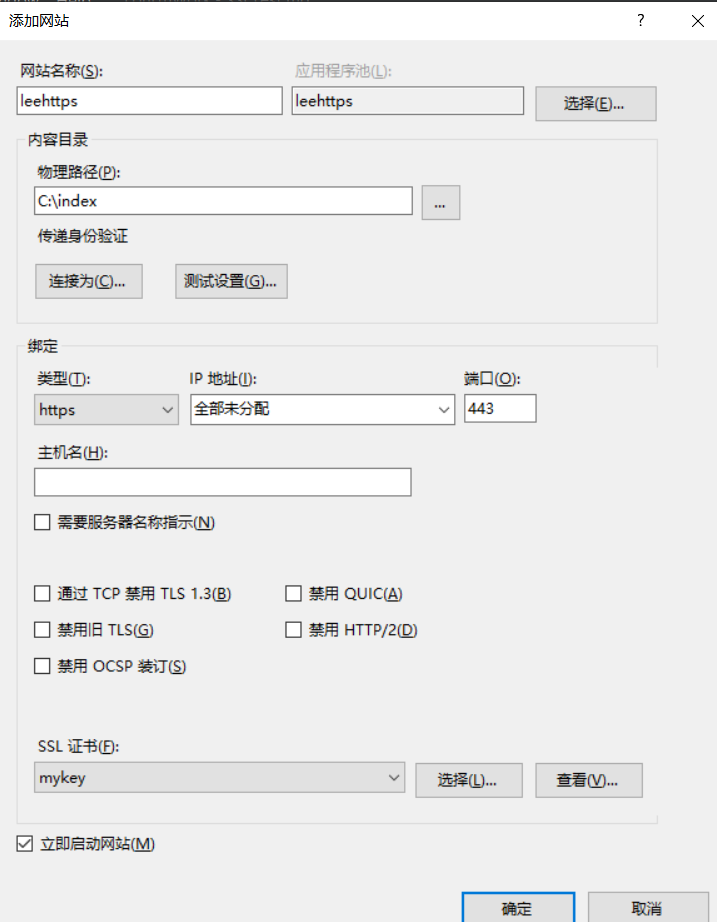 添加网站 ?
网站名称(S): 应用程序池(L):
leehttps leehttps 选择(E)...
内容目录
物理路径(P):
C:\index ...
传递身份验证
连接为(C)... 测试设置(G)...
绑定
类型(T): IP 地址(I): 端口(O):
https 全部未分配 443
主机名(H):
需要服务器名称指示(N)
通过 TCP 禁用 TLS 1.3(B) 禁用 QUIC(A)
禁用旧 TLS(G) 禁用 HTTP/2(D)
禁用 OCSP 装订(S)
SSL 证书(F):
mykey 选择(L)... 查看(V)...
立即启动网站(M)
确定 取消